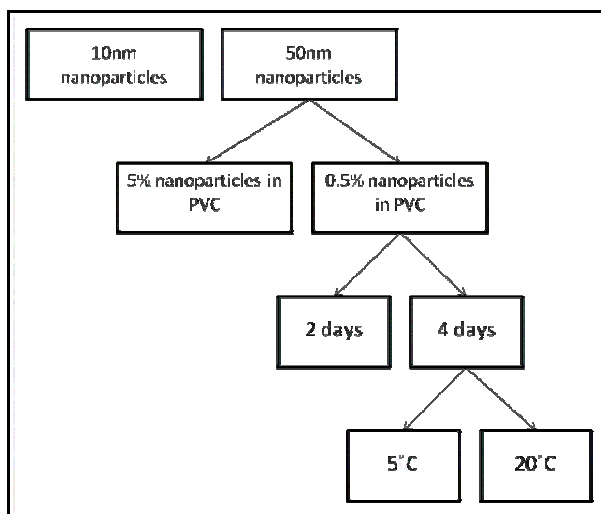 10nm
nanoparticles
50nm
nanoparticles
5% nanoparticles in
PVC
0.5% nanoparticles
in PVC
2 days
4 days
5˚C
20˚C